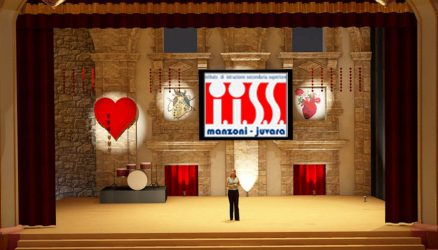 istituto di istruzione secondaria superiore
i.i.s.s.
manzoni - juvara